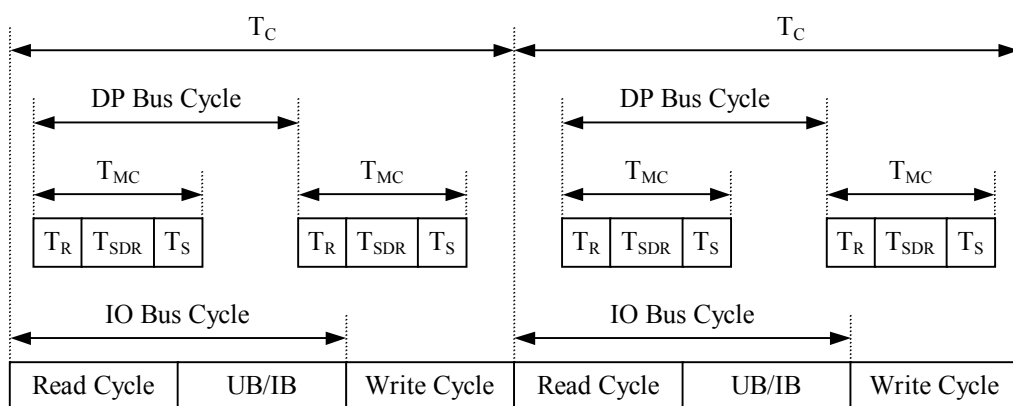 T_C T_C
DP Bus Cycle DP Bus Cycle
T_MC T_MC T_MC T_MC
T_R T_SDR T_S T_R T_SDR T_S T_R T_SDR T_S T_R T_SDR T_S
IO Bus Cycle IO Bus Cycle
Read Cycle UB/IB Write Cycle Read Cycle UB/IB Write Cycle